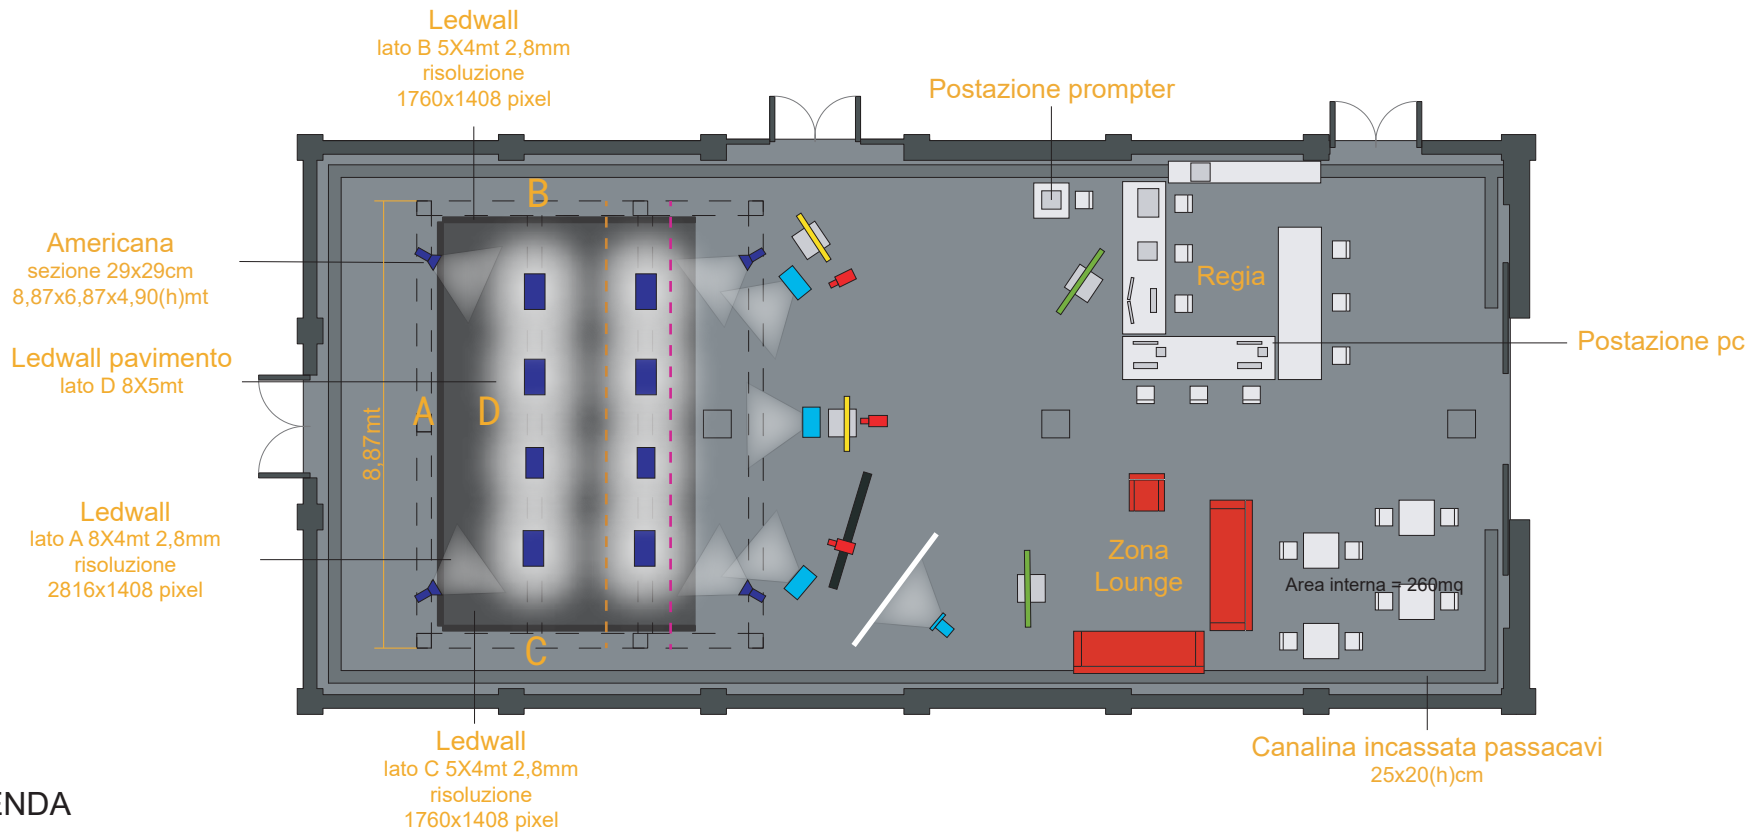 Ledwall
lato B 5X4mt 2,8mm
risoluzione
1760x1408 pixel
Postazione prompter
B
Americana
sezione 29x29cm
8,87x6,87x4,90(h)mt
Regia
Postazione pc
Ledwall pavimento
lato D 8X5mt
A
D
8,87mt
Ledwall
lato A 8X4mt 2,8mm
risoluzione
2816x1408 pixel
Zona
Lounge
Area interna = 260mq
C
Ledwall
lato C 5X4mt 2,8mm
risoluzione
1760x1408 pixel
Canalina incassata passacavi
25x20(h)cm
ENDA